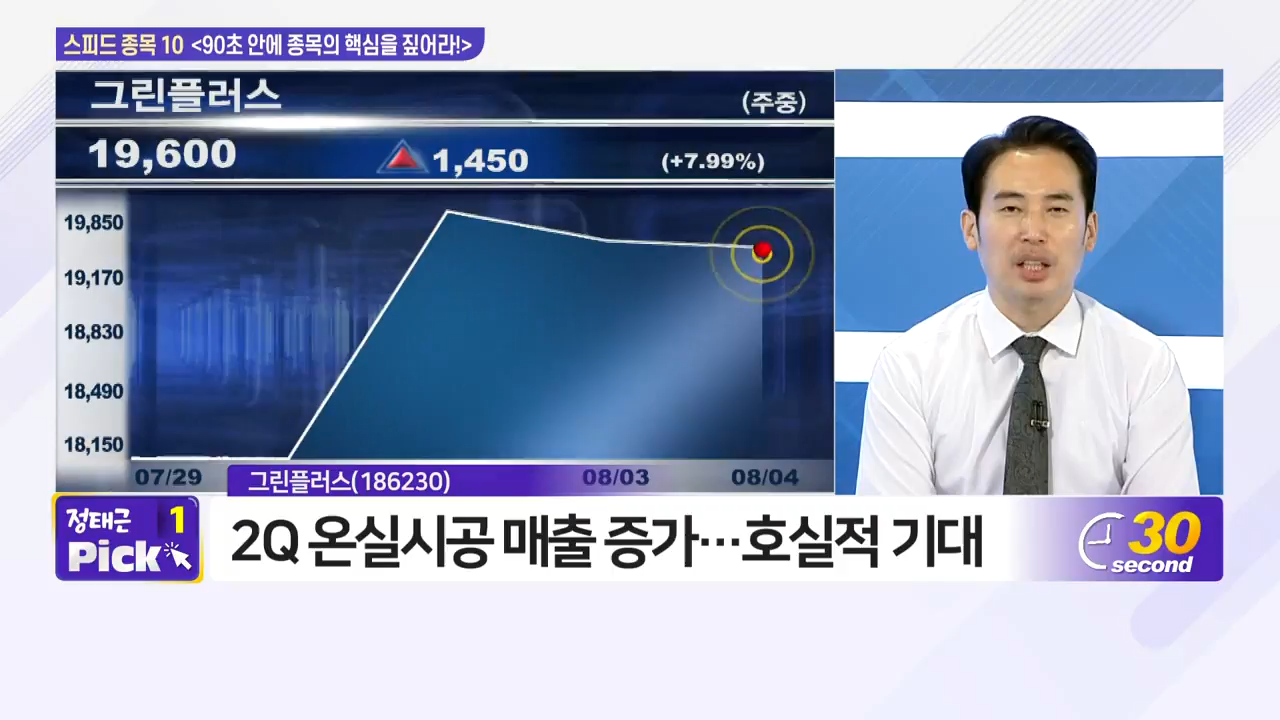 스피드 종목 10 <90초 안에 종목의 핵심을 짚어라!>
그린플러스
(주중)
19,600
1,450
(+7.99%)
19,850
19,170
18,830
18,490
18,150
07/29
08/03
08/04
그린플러스(186230)
정태근 1
Pick
2Q 온실시공 매출 증가…호실적 기대
30
second